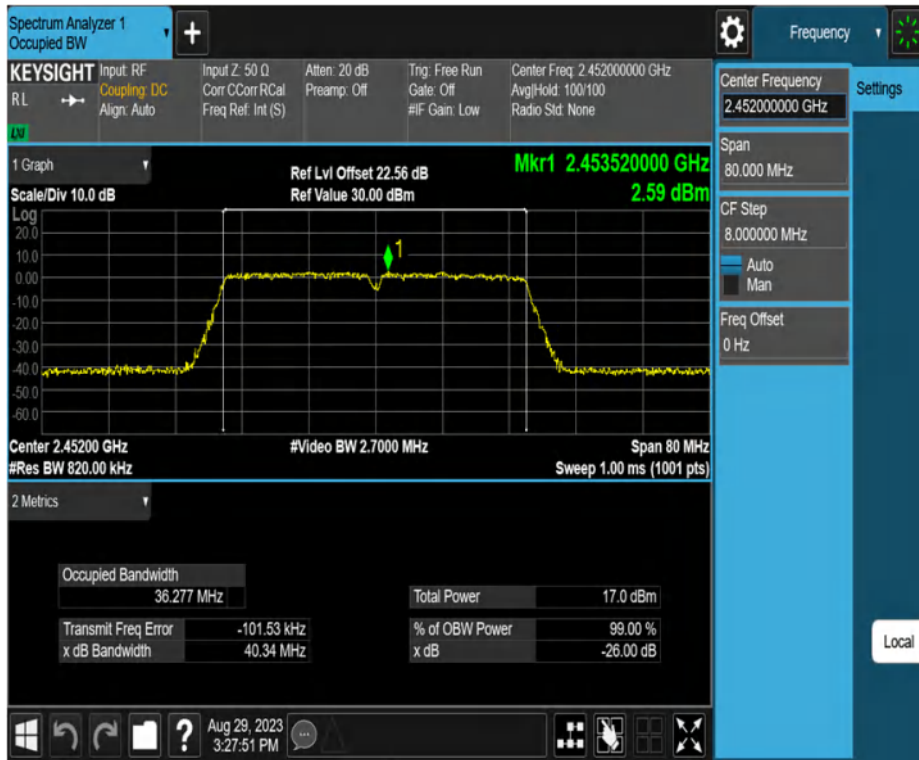 Spectrum Analyzer 1
Occupied BW
+
Frequency
KEYSIGHT
RL
LXI
Input: RF
Coupling: DC
Align: Auto
Input Z: 50 Ω
Corr CCorr RCal
Freq Ref: Int (S)
Atten: 20 dB
Preamp: Off
Trig: Free Run
Gate: Off
#IF Gain: Low
Center Freq: 2.452000000 GHz
Avg|Hold: 100/100
Radio Std: None
Center Frequency
2.452000000 GHz
Settings
Span
80.000 MHz
CF Step
8.000000 MHz
Auto
Man
Freq Offset
0 Hz
Local
1 Graph
Scale/Div 10.0 dB
Ref Lvl Offset 22.56 dB
Ref Value 30.00 dBm
Mkr1 2.453520000 GHz
2.59 dBm
Log
20.0
10.0
0.00
-10.0
-20.0
-30.0
-40.0
-50.0
-60.0
1
Center 2.45200 GHz
#Res BW 820.00 kHz
#Video BW 2.7000 MHz
Span 80 MHz
Sweep 1.00 ms (1001 pts)
2 Metrics
Occupied Bandwidth
36.277 MHz
Total Power 17.0 dBm
Transmit Freq Error -101.53 kHz
% of OBW Power 99.00 %
x dB Bandwidth 40.34 MHz
x dB -26.00 dB
?
Aug 29, 2023
3:27:51 PM